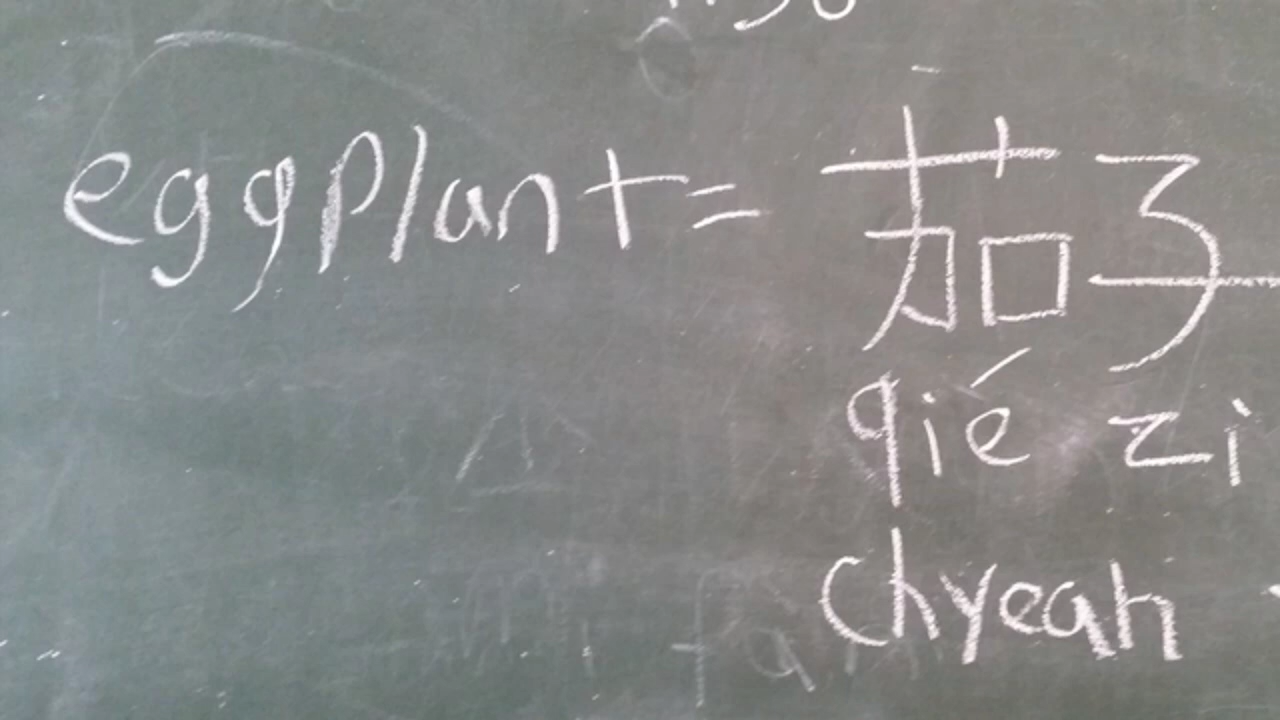 eggplant = 茄子
qié zi
chyeah